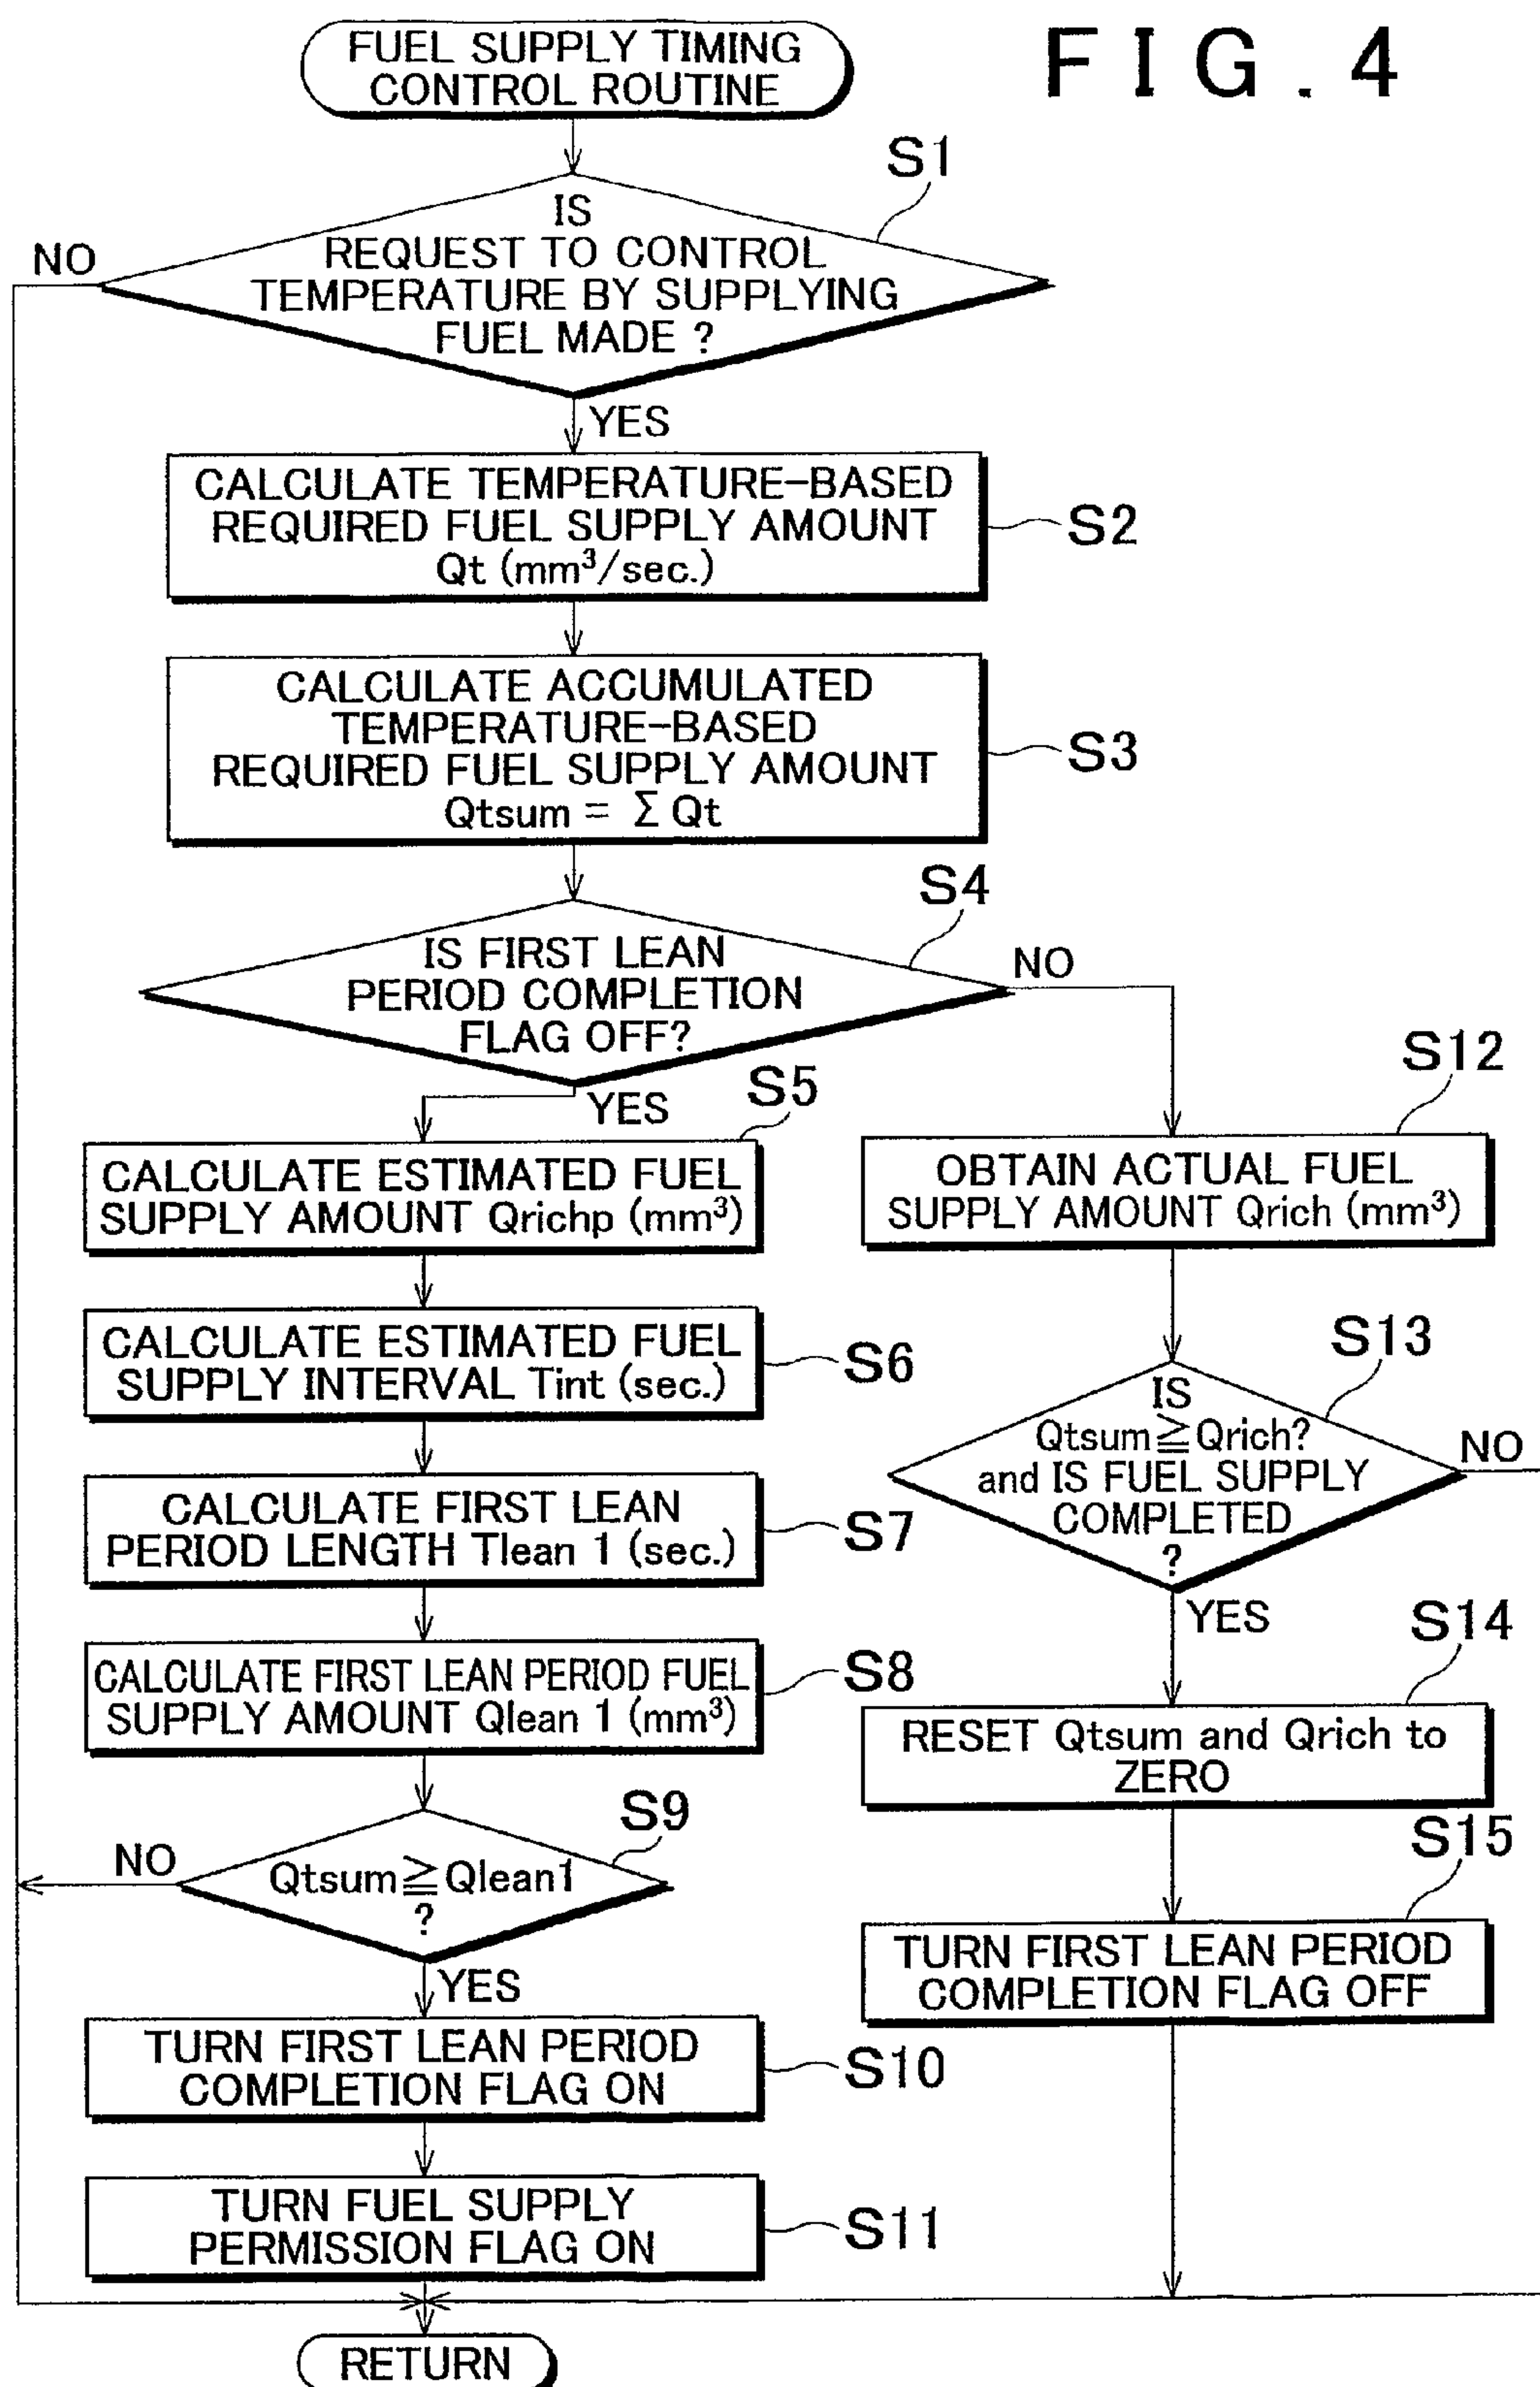 FUEL SUPPLY TIMING
CONTROL ROUTINE
FIG. 4
S1
IS
REQUEST TO CONTROL
TEMPERATURE BY SUPPLYING
FUEL MADE ?
NO
YES
CALCULATE TEMPERATURE-BASED
REQUIRED FUEL SUPPLY AMOUNT
Qt (mm³/sec.)
S2
CALCULATE ACCUMULATED
TEMPERATURE-BASED
REQUIRED FUEL SUPPLY AMOUNT
Qtsum = Σ Qt
S3
S4
IS FIRST LEAN
PERIOD COMPLETION
FLAG OFF?
NO
YES
S5
CALCULATE ESTIMATED FUEL
SUPPLY AMOUNT Qrichp (mm³)
CALCULATE ESTIMATED FUEL
SUPPLY INTERVAL Tint (sec.)
S6
CALCULATE FIRST LEAN
PERIOD LENGTH Tlean 1 (sec.)
S7
CALCULATE FIRST LEAN PERIOD FUEL
SUPPLY AMOUNT Qlean 1 (mm³)
S8
S9
Qtsum≧Qlean1
?
NO
YES
TURN FIRST LEAN PERIOD
COMPLETION FLAG ON
S10
TURN FUEL SUPPLY
PERMISSION FLAG ON
S11
S12
OBTAIN ACTUAL FUEL
SUPPLY AMOUNT Qrich (mm³)
S13
IS
Qtsum≧Qrich?
and IS FUEL SUPPLY
COMPLETED
?
NO
YES
S14
RESET Qtsum and Qrich to
ZERO
S15
TURN FIRST LEAN PERIOD
COMPLETION FLAG OFF
RETURN